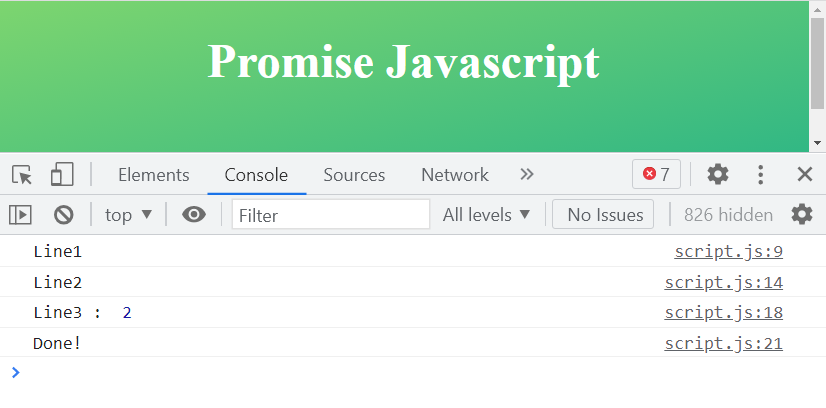 Promise Javascript
Elements Console Sources Network » 7
top ▼ Filter All levels ▼ No Issues 826 hidden
Line1 script.js:9
Line2 script.js:14
Line3 : 2 script.js:18
Done! script.js:21
>